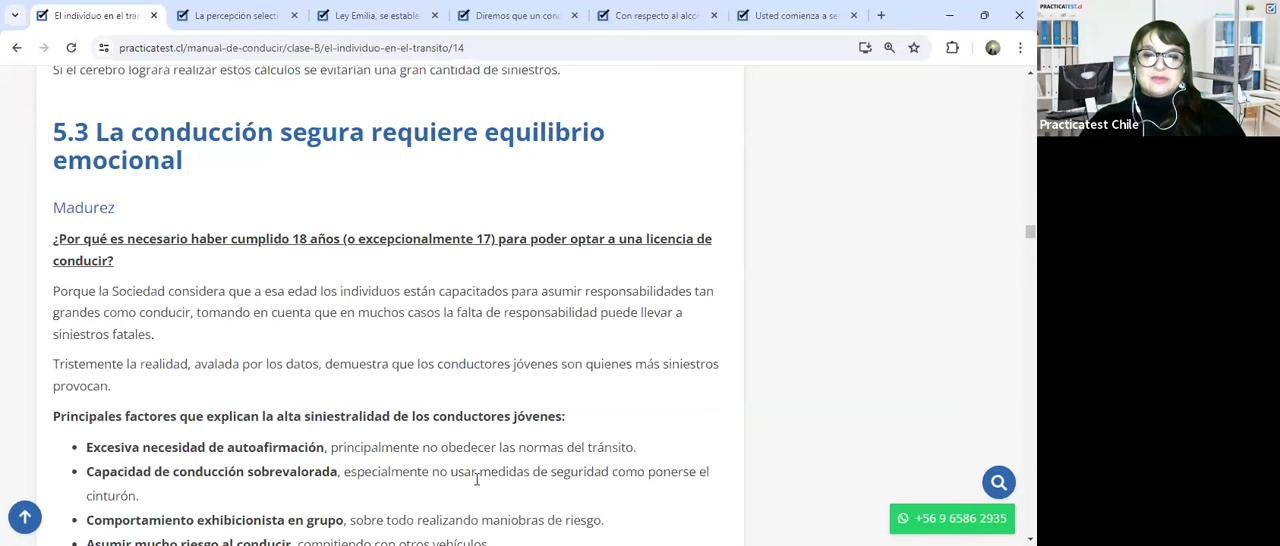 El individuo en el tra
La percepción selecti
Ley Emilia se estable
Diremos que un cono
Con respecto al alco
Usted comienza a se
practicatest.cl/manual-de-conducir/clase-B/el-individuo-en-el-transito/14
PRACTICATEST.cl
Practicatest Chile
Si el cerebro lograra realizar estos cálculos se evitarían una gran cantidad de siniestros.
5.3 La conducción segura requiere equilibrio
emocional
Madurez
¿Por qué es necesario haber cumplido 18 años (o excepcionalmente 17) para poder optar a una licencia de
conducir?
Porque la Sociedad considera que a esa edad los individuos están capacitados para asumir responsabilidades tan
grandes como conducir, tomando en cuenta que en muchos casos la falta de responsabilidad puede llevar a
siniestros fatales.
Tristemente la realidad, avalada por los datos, demuestra que los conductores jóvenes son quienes más siniestros
provocan.
Principales factores que explican la alta siniestralidad de los conductores jóvenes:
Excesiva necesidad de autoafirmación, principalmente no obedecer las normas del tránsito.
Capacidad de conducción sobrevalorada, especialmente no usar medidas de seguridad como ponerse el
cinturón.
Comportamiento exhibicionista en grupo, sobre todo realizando maniobras de riesgo.
Asumir mucho riesgo al conducir, compitiendo con otros vehículos.
+56 9 6586 2935